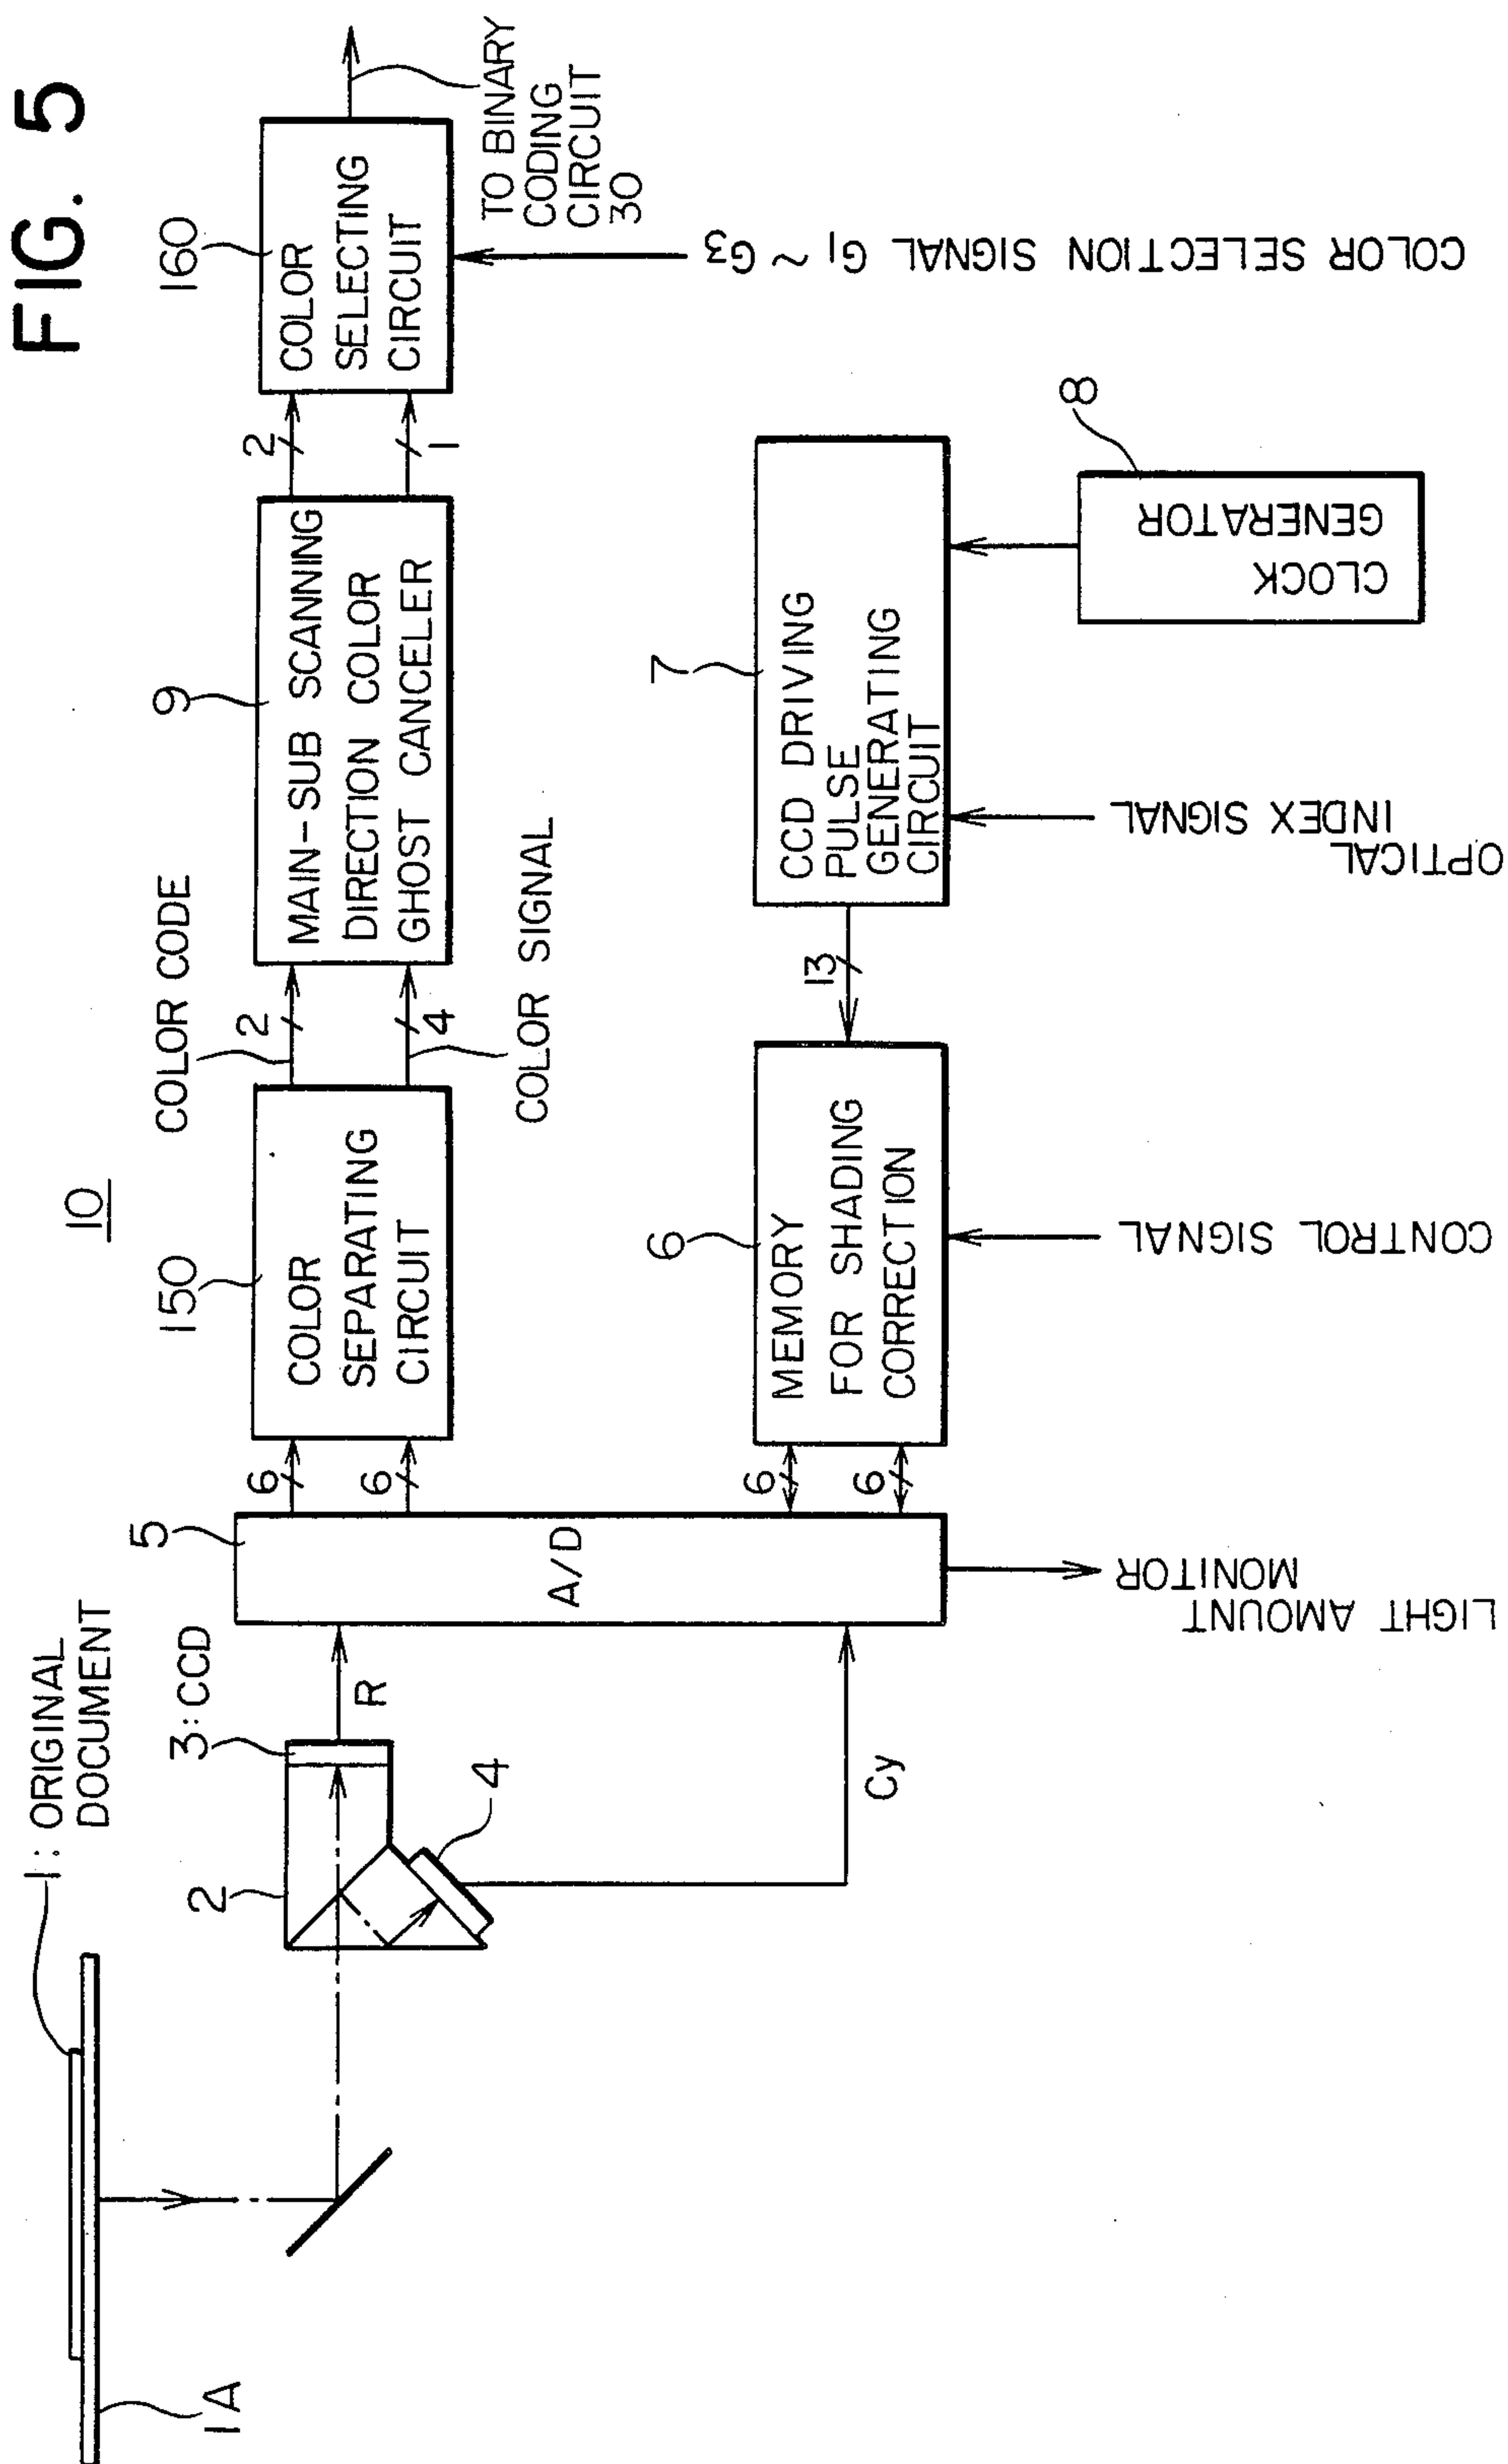 FIG. 5
10
1: ORIGINAL
DOCUMENT
1A
2
3: CCD
4
R
Cy
5
A/D
LIGHT AMOUNT
MONITOR
6
6
6
6
150
COLOR
SEPARATING
CIRCUIT
COLOR CODE
2
4
COLOR SIGNAL
9
MAIN-SUB SCANNING
DIRECTION COLOR
GHOST CANCELER
2
1
160
COLOR
SELECTING
CIRCUIT
TO BINARY
CODING
CIRCUIT
30
COLOR SELECTION SIGNAL G1 ~ G3
6
MEMORY
FOR SHADING
CORRECTION
CONTROL SIGNAL
13
7
CCD DRIVING
PULSE
GENERATING
CIRCUIT
OPTICAL
INDEX SIGNAL
8
CLOCK
GENERATOR